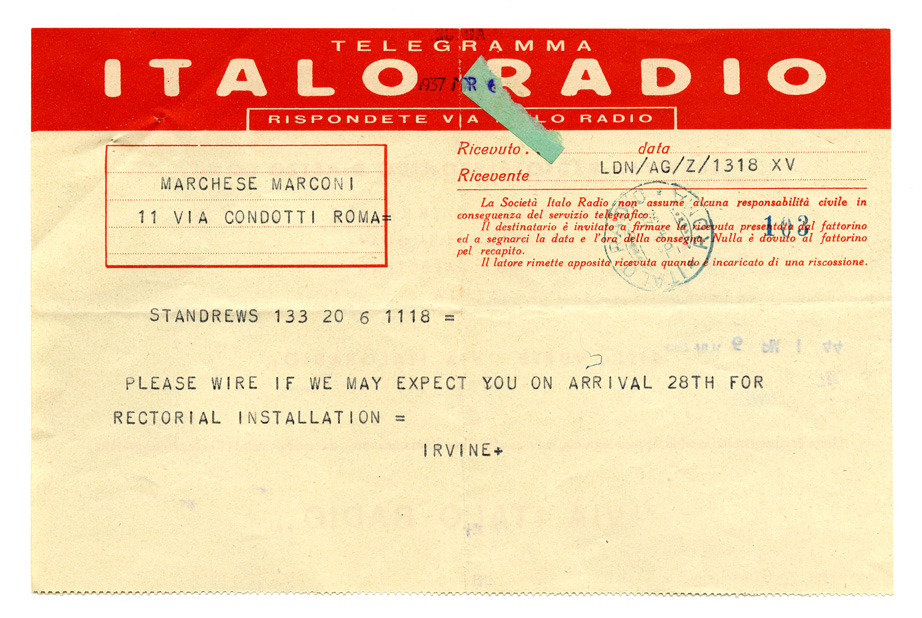 TELEGRAMMA
ITALO RADIO
1937
RISPONDETE VIA ITALO RADIO
Ricevuto
data
Ricevente
LDN/AG/Z/1318 XV
MARCHESE MARCONI
11 VIA CONDOTTI ROMA=
La Società Italo Radio non assume alcuna responsabilità civile in
conseguenza del servizio telegrafico.
Il destinatario è invitato a firmare la ricevuta presentata dal fattorino
ed a segnarci la data e l'ora della consegna. Nulla è dovuto al fattorino
pel recapito.
Il latore rimette apposita ricevuta quando è incaricato di una riscossione.
103
STANDREWS 133 20 6 1118 =
PLEASE WIRE IF WE MAY EXPECT YOU ON ARRIVAL 28TH FOR
RECTORIAL INSTALLATION =
IRVINE+